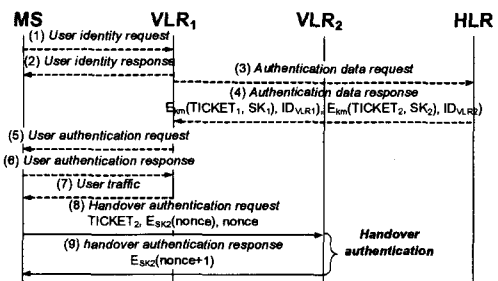 MS VLR1 VLR2 HLR
(1) User identity request
(2) User identity response
(3) Authentication data request
(4) Authentication data response
Ekm(TICKET1, SK1), IDVLR1), Ekm(TICKET2, SK2), IDVLR2)
(5) User authentication request
(6) User authentication response
(7) User traffic
(8) Handover authentication request
TICKET2, ESK2(nonce), nonce
(9) handover authentication response
ESK2(nonce+1)
Handover
authentication